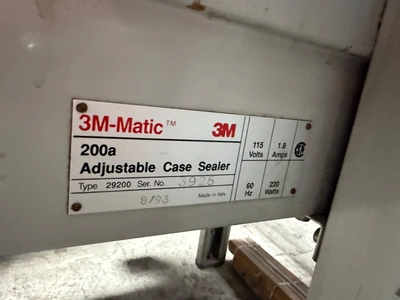 3M-Matic™ 3M
200a
Adjustable Case Sealer
Type 29200 Ser. No. 3925
8/93 Made in Italy
115 Volts
1.9 Amps
60 Hz
220 Watts